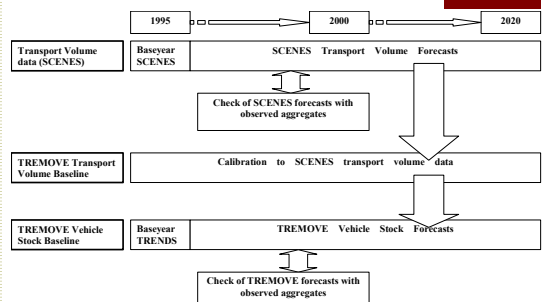 1995 2000 2020
Transport Volume Baseyear SCENES Transport Volume Forecasts
data (SCENES) SCENES
Check of SCENES forecasts with
observed aggregates
TREMOVE Transport Calibration to SCENES transport volume data
Volume Baseline
TREMOVE Vehicle Baseyear TREMOVE Vehicle Stock Forecasts
Stock Baseline TRENDS
Check of TREMOVE forecasts with
observed aggregates